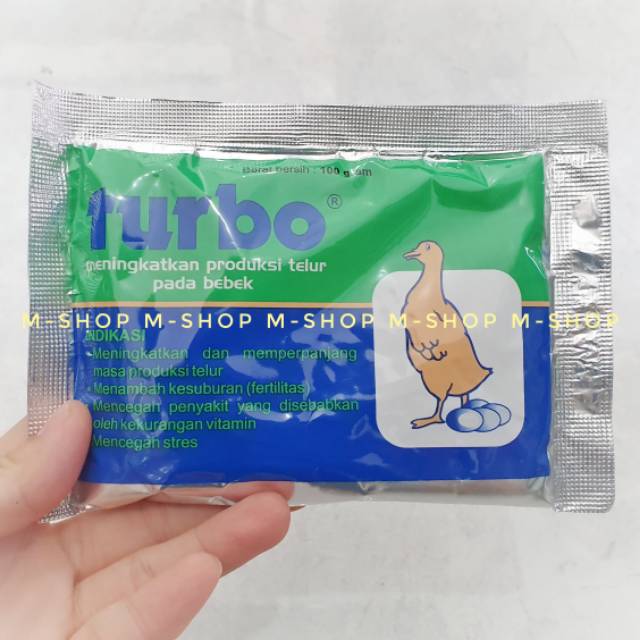 Berat bersih : 100 gram
turbo®
meningkatkan produksi telur
pada bebek
M-SHOP M-SHOP M-SHOP M-SHOP M-SHOP
INDIKASI
- Meningkatkan dan memperpanjang
masa produksi telur
- Menambah kesuburan (fertilitas)
- Mencegah penyakit yang disebabkan
oleh kekurangan vitamin
- Mencegah stres